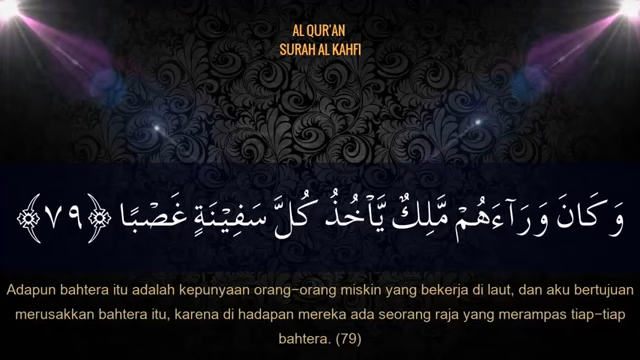 AL QUR'AN
SURAH AL KAHFI
وَكَانَ وَرَآءَهُمْ مَّلِكٌ يَّاْخُذُ كُلَّ سَفِيْنَةٍ غَصْبًا ﴿٧٩﴾
Adapun bahtera itu adalah kepunyaan orang-orang miskin yang bekerja di laut, dan aku bertujuan
merusakkan bahtera itu, karena di hadapan mereka ada seorang raja yang merampas tiap-tiap
bahtera. (79)